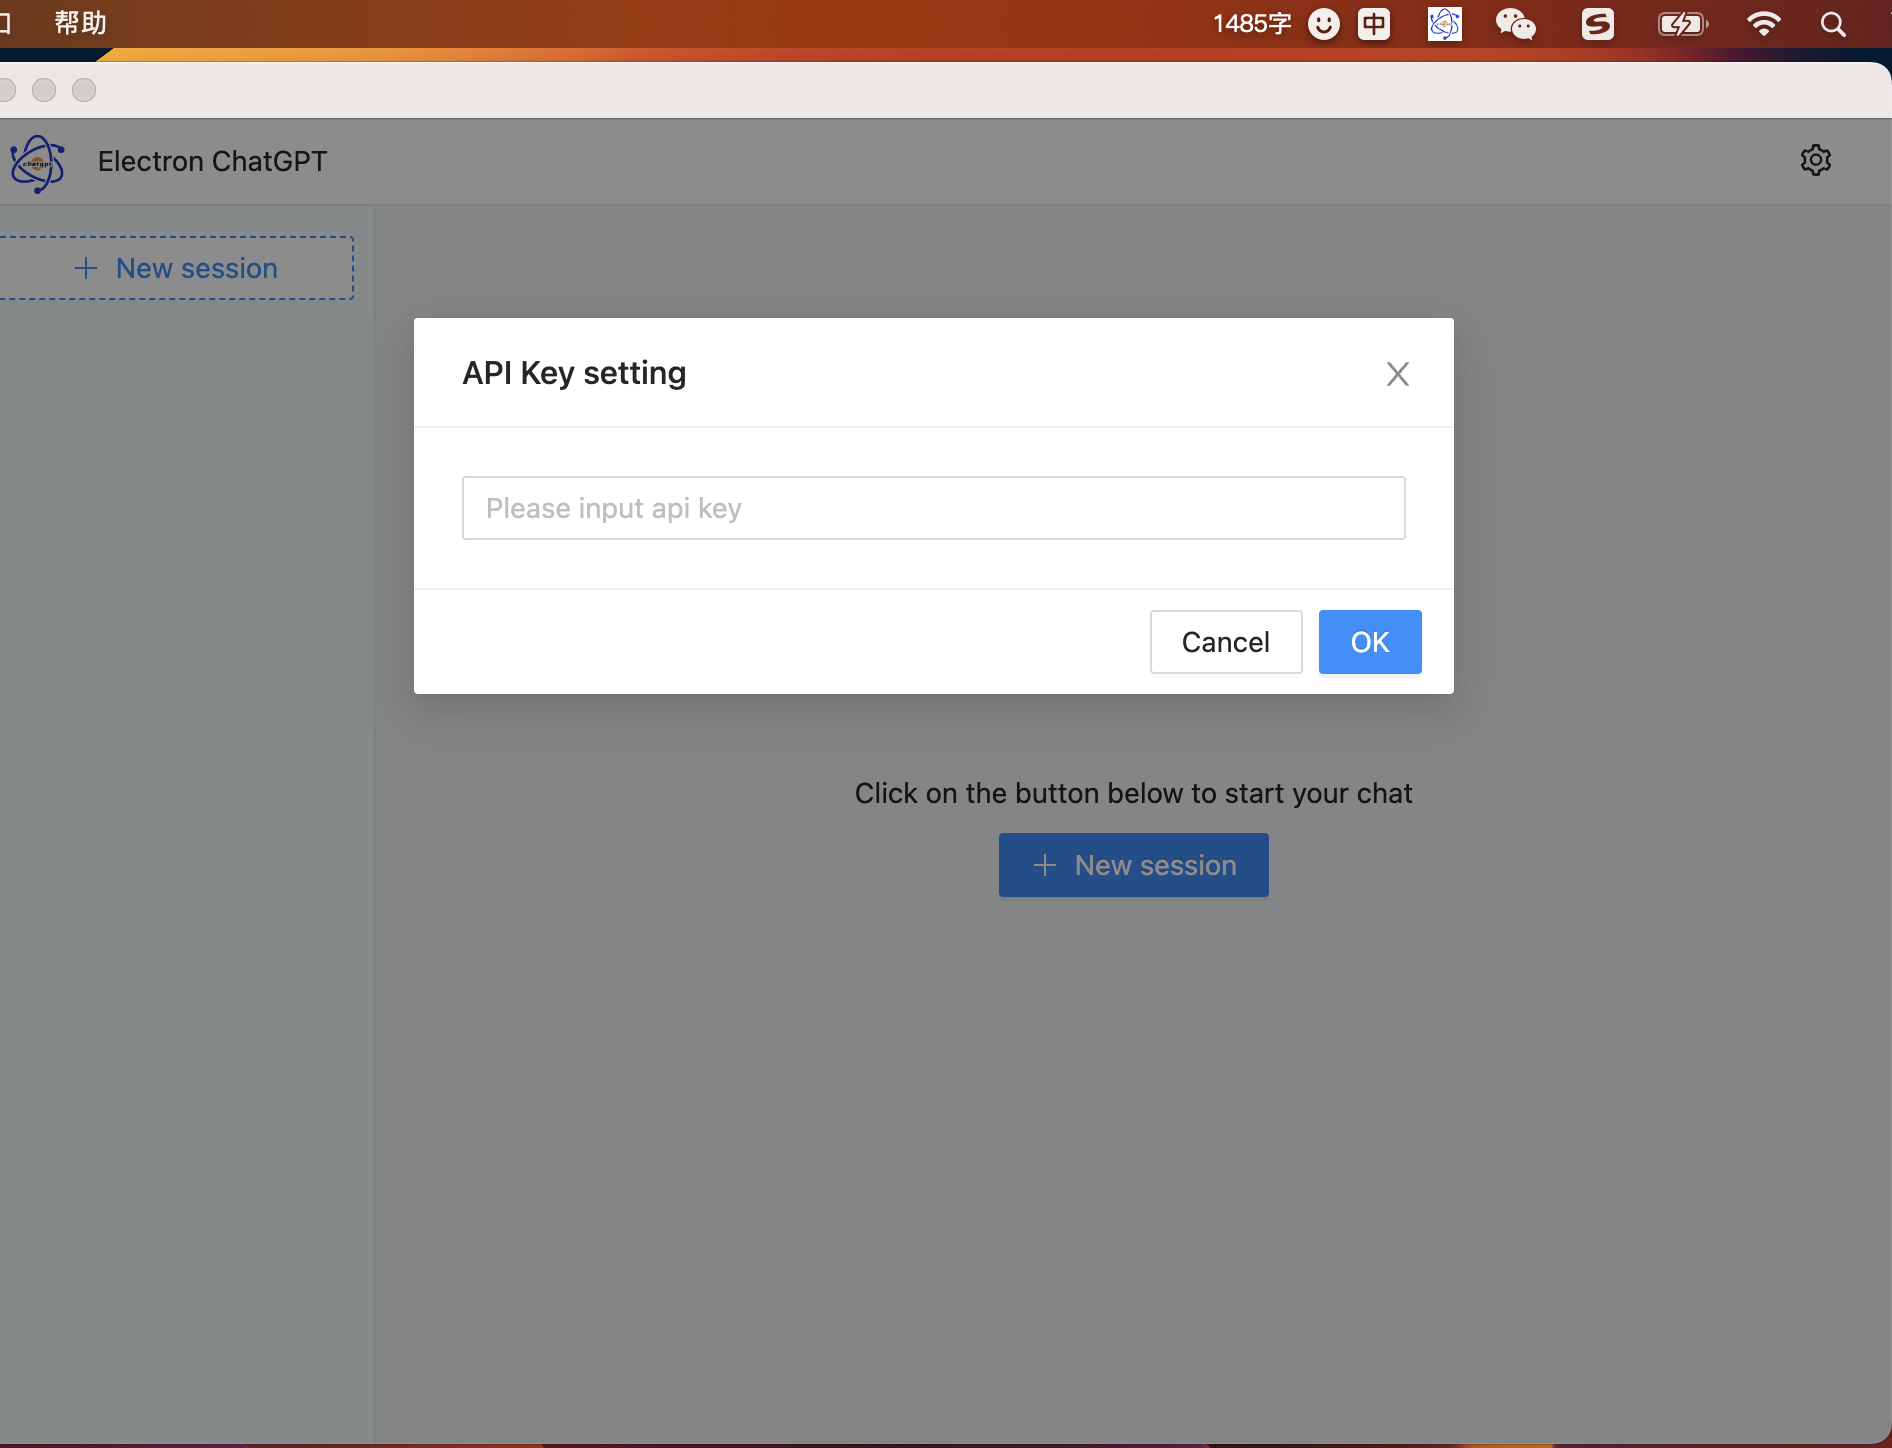 帮助
1485字
中
S
chatgpt
Electron ChatGPT
New session
API Key setting
Please input api key
Cancel
OK
Click on the button below to start your chat
New session